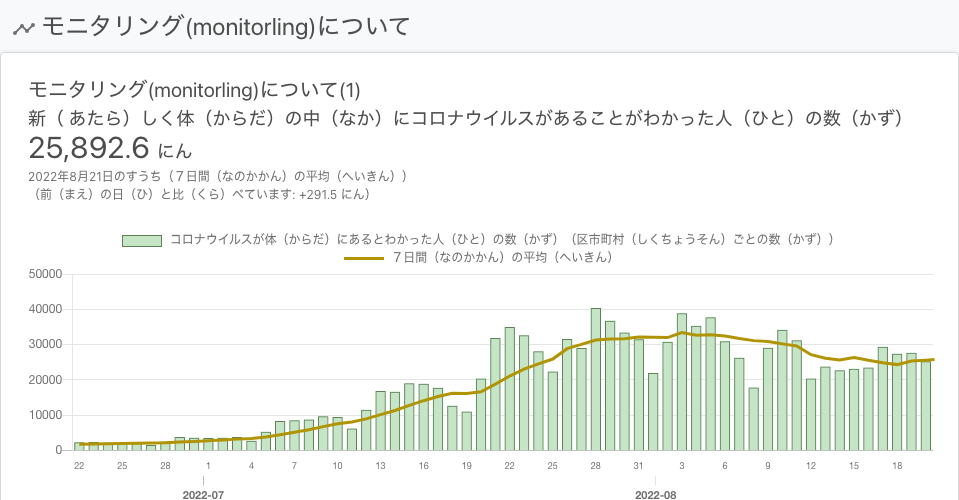 モニタリング(monitorling)について
モニタリング(monitorling)について(1)
新（ あたら）しく体（からだ）の中（なか）にコロナウイルスがあることがわかった人（ひと）の数（かず）
25,892.6 にん
2022年8月21日のすうち（７日間（なのかかん）の平均（へいきん））
（前（まえ）の日（ひ）と比（くら）べています: +291.5 にん）
コロナウイルスが体（からだ）にあるとわかった人（ひと）の数（かず）（区市町村（しくちょうそん）ごとの数（かず））
７日間（なのかかん）の平均（へいきん）
50000
40000
30000
20000
10000
0
22 25 28 1 4 7 10 13 16 19 22 25 28 31 3 6 9 12 15 18
2022-07 2022-08